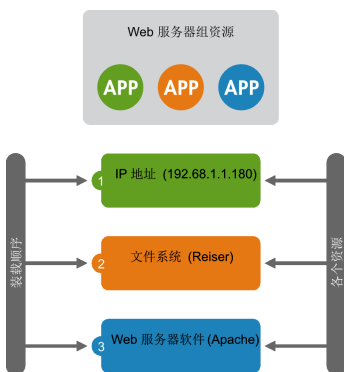 Web 服务器组资源
APP APP APP
1 IP 地址 (192.68.1.1.180)
装载顺序
各个资源
2 文件系统 (Reiser)
3 Web 服务器软件(Apache)